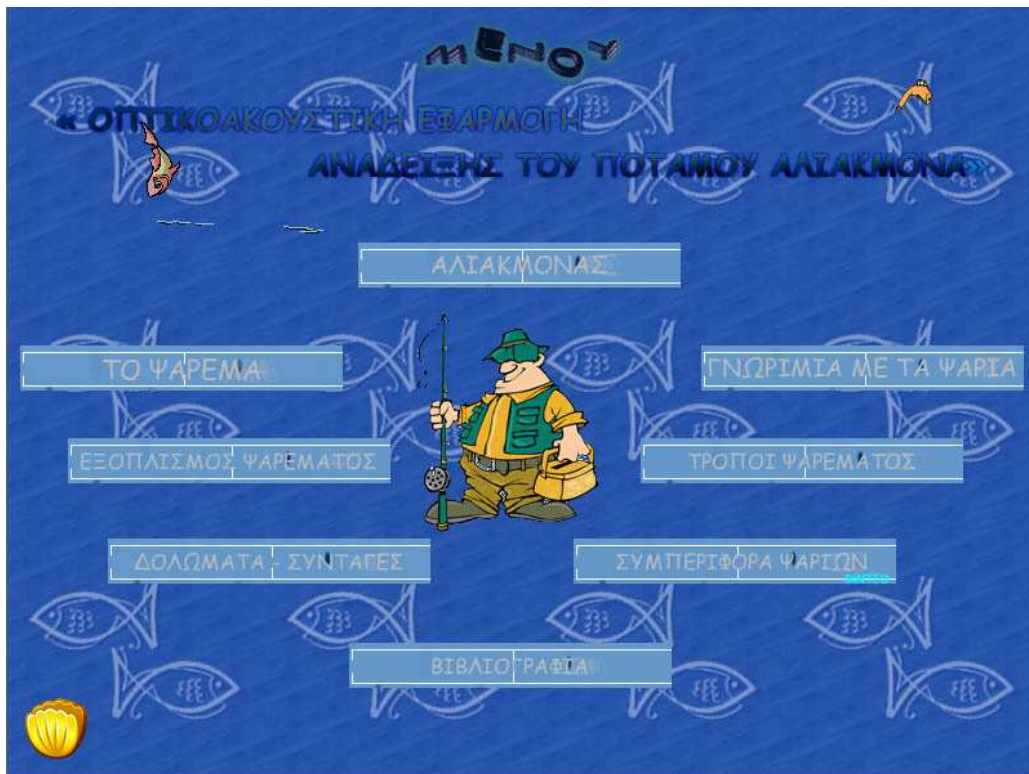 ΜΕΝΟΥ
« ΟΠΤΙΚΟΑΚΟΥΣΤΙΚΗ ΕΦΑΡΜΟΓΗ
ΑΝΑΔΕΙΞΗΣ ΤΟΥ ΠΟΤΑΜΟΥ ΑΛΙΑΚΜΟΝΑ»
ΑΛΙΑΚΜΟΝΑΣ
ΤΟ ΨΑΡΕΜΑ
ΓΝΩΡΙΜΙΑ ΜΕ ΤΑ ΨΑΡΙΑ
ΕΞΟΠΛΙΣΜΟΣ ΨΑΡΕΜΑΤΟΣ
ΤΡΟΠΟΙ ΨΑΡΕΜΑΤΟΣ
ΔΟΛΩΜΑΤΑ - ΣΥΝΤΑΓΕΣ
ΣΥΜΠΕΡΙΦΟΡΑ ΨΑΡΙΩΝ
ΒΙΒΛΙΟΓΡΑΦΙΑ